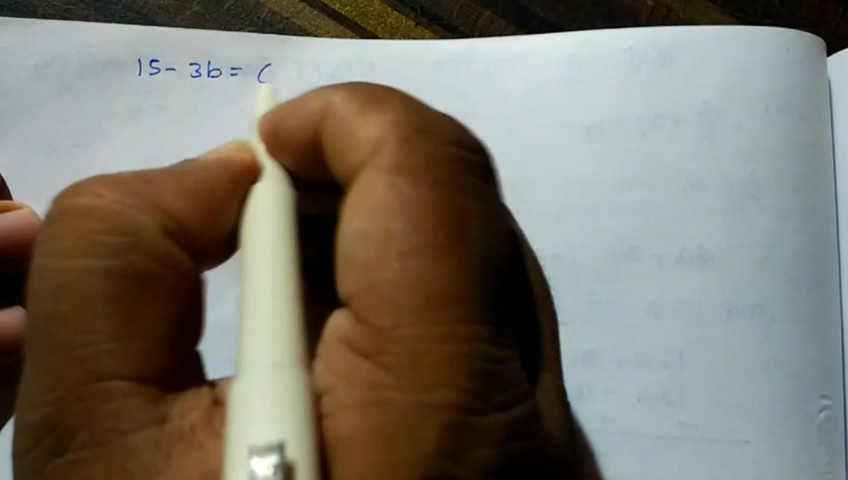 15 - 3b = (